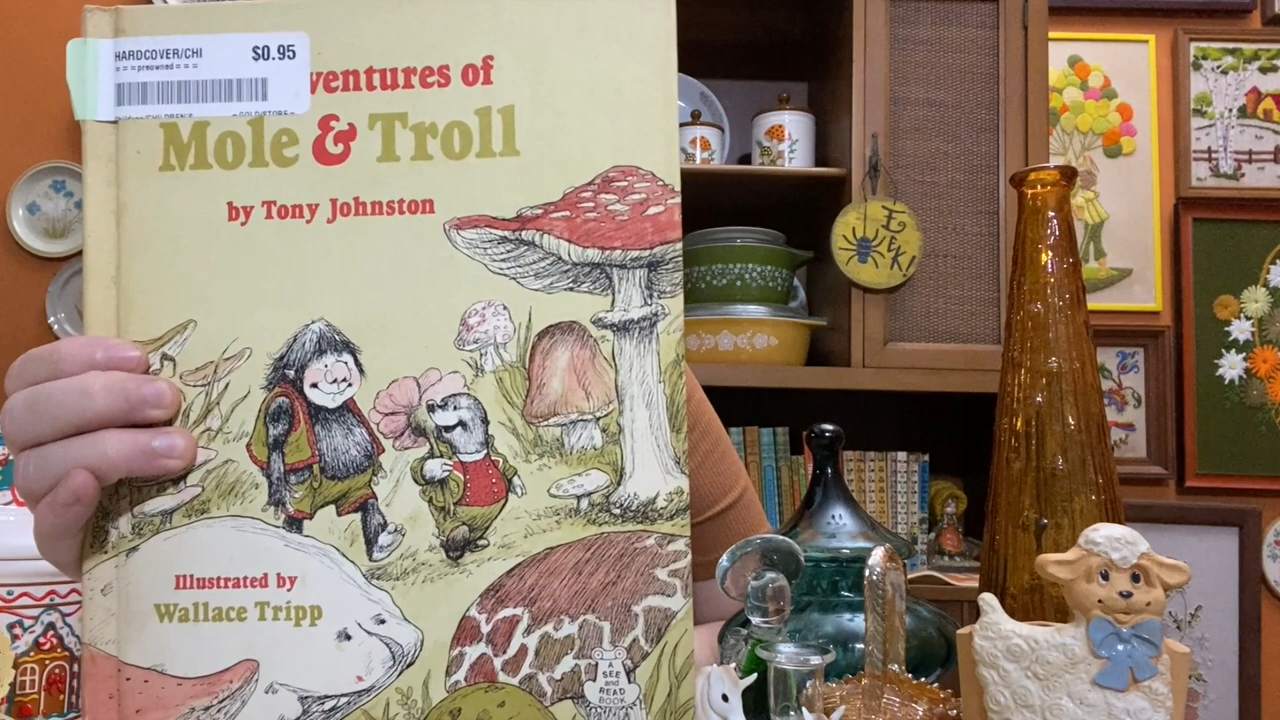 HARDCOVER/CHI $0.95
===preowned===
ventures of
Mole & Troll
by Tony Johnston
Illustrated by
Wallace Tripp
A
SEE
and
READ
BOOK
EEK!